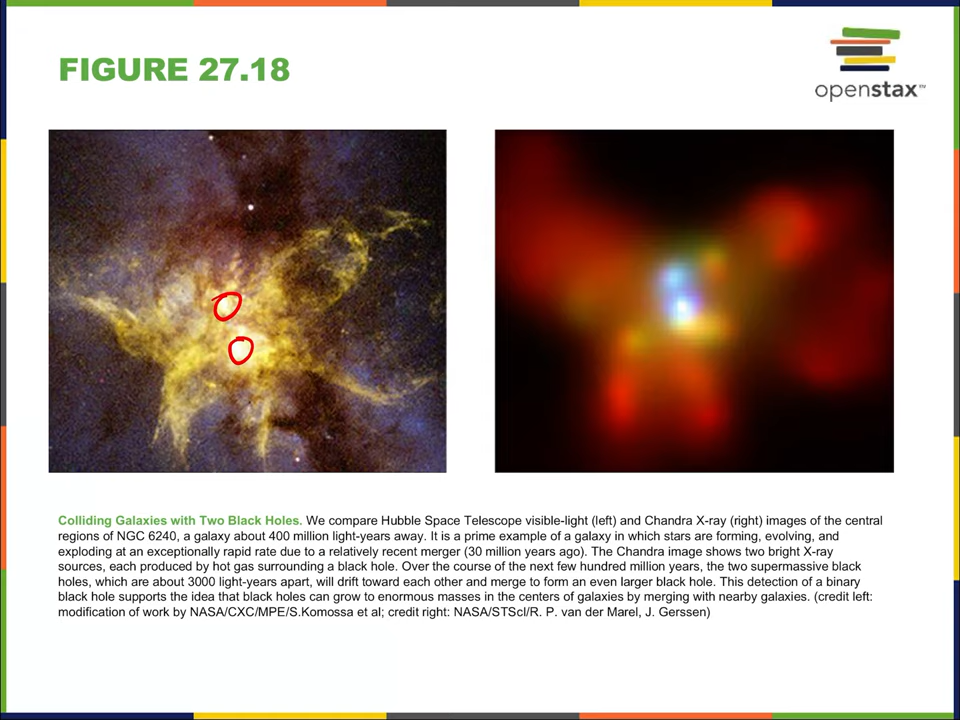 FIGURE 27.18
openstax™
Colliding Galaxies with Two Black Holes. We compare Hubble Space Telescope visible-light (left) and Chandra X-ray (right) images of the central
regions of NGC 6240, a galaxy about 400 million light-years away. It is a prime example of a galaxy in which stars are forming, evolving, and
exploding at an exceptionally rapid rate due to a relatively recent merger (30 million years ago). The Chandra image shows two bright X-ray
sources, each produced by hot gas surrounding a black hole. Over the course of the next few hundred million years, the two supermassive black
holes, which are about 3000 light-years apart, will drift toward each other and merge to form an even larger black hole. This detection of a binary
black hole supports the idea that black holes can grow to enormous masses in the centers of galaxies by merging with nearby galaxies. (credit left:
modification of work by NASA/CXC/MPE/S.Komossa et al; credit right: NASA/STScI/R. P. van der Marel, J. Gerssen)